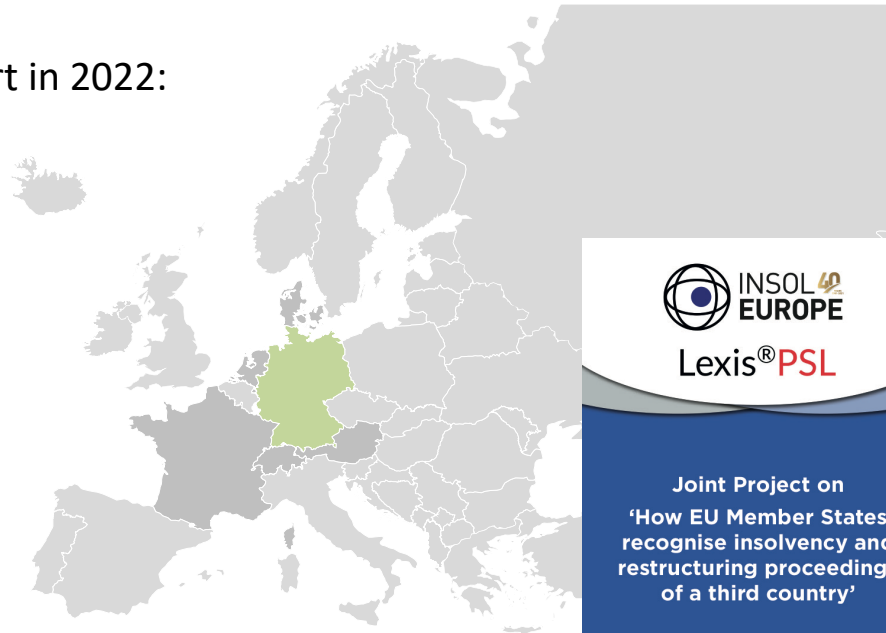 rt in 2022:
INSOL 40
EUROPE
Lexis®PSL
Joint Project on
‘How EU Member States
recognise insolvency and
restructuring proceeding
of a third country’